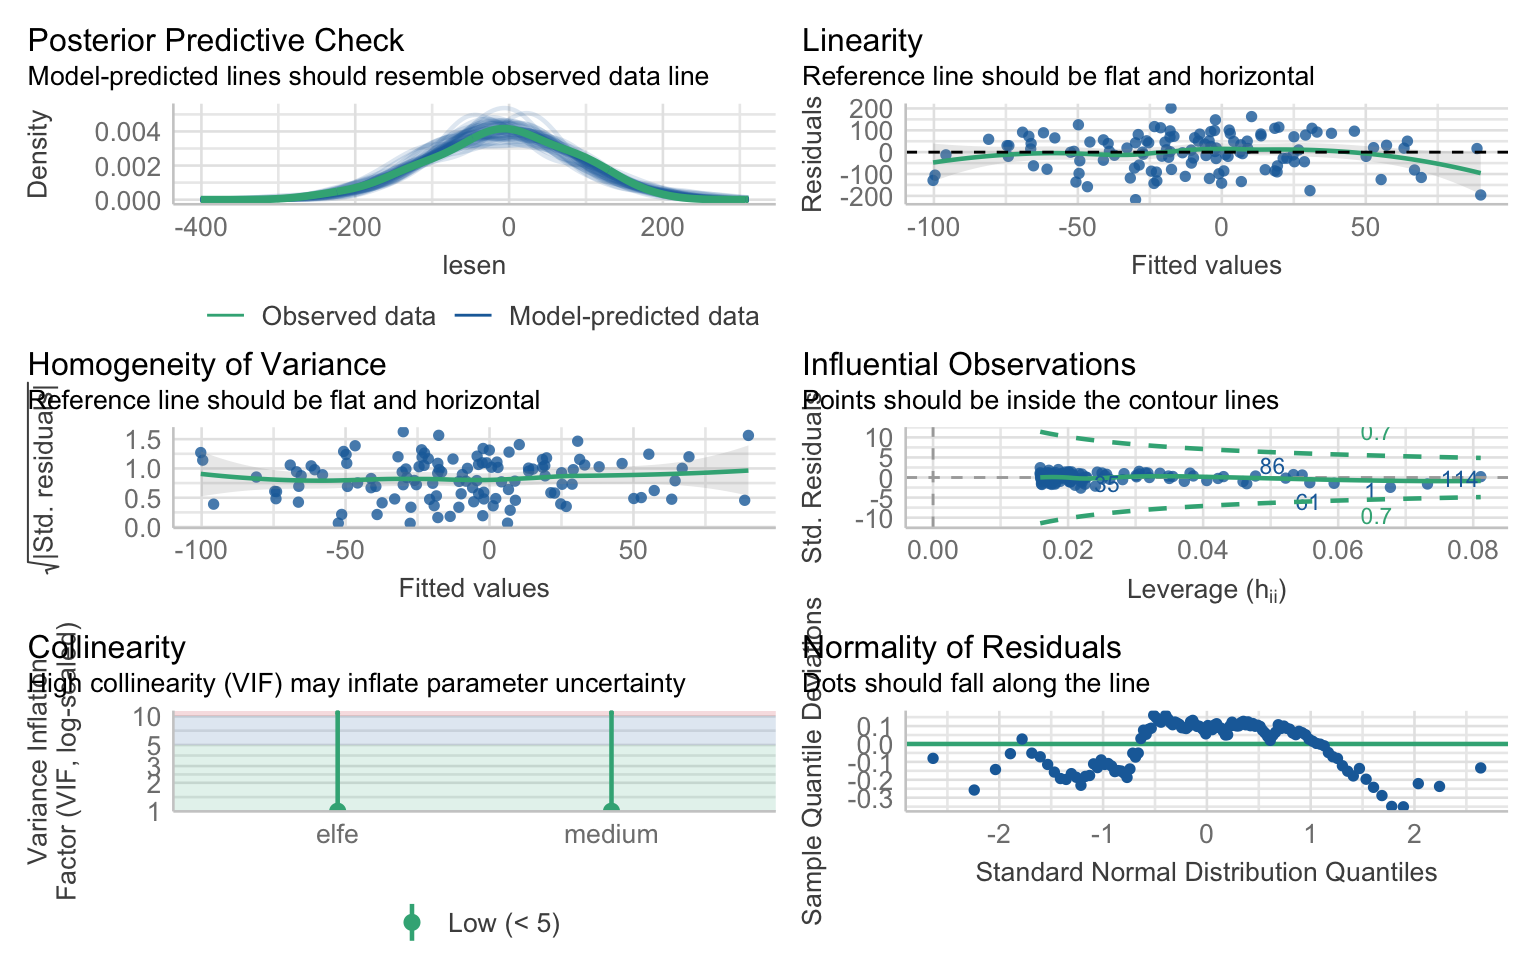 Posterior Predictive Check
Model-predicted lines should resemble observed data line
Density
0.004
0.002
0.000
-400 -200 0 200
lesen
Observed data Model-predicted data
Linearity
Reference line should be flat and horizontal
Residuals
200
100
0
-100
-200
-100 -50 0 50
Fitted values
Homogeneity of Variance
Reference line should be flat and horizontal
√|Std. residuals|
1.5
1.0
0.5
0.0
-100 -50 0 50
Fitted values
Influential Observations
Points should be inside the contour lines
Std. Residuals
10
5
0
-5
-10
0.7
86
35
114
1
61
0.7
0.00 0.02 0.04 0.06 0.08
Leverage (hii)
Collinearity
High collinearity (VIF) may inflate parameter uncertainty
Variance Inflation
Factor (VIF, log-scaled)
10
5
3
2
1
elfe medium
Low (< 5)
Normality of Residuals
Dots should fall along the line
Sample Quantile Deviations
0.1
0.0
-0.1
-0.2
-0.3
-2 -1 0 1 2
Standard Normal Distribution Quantiles